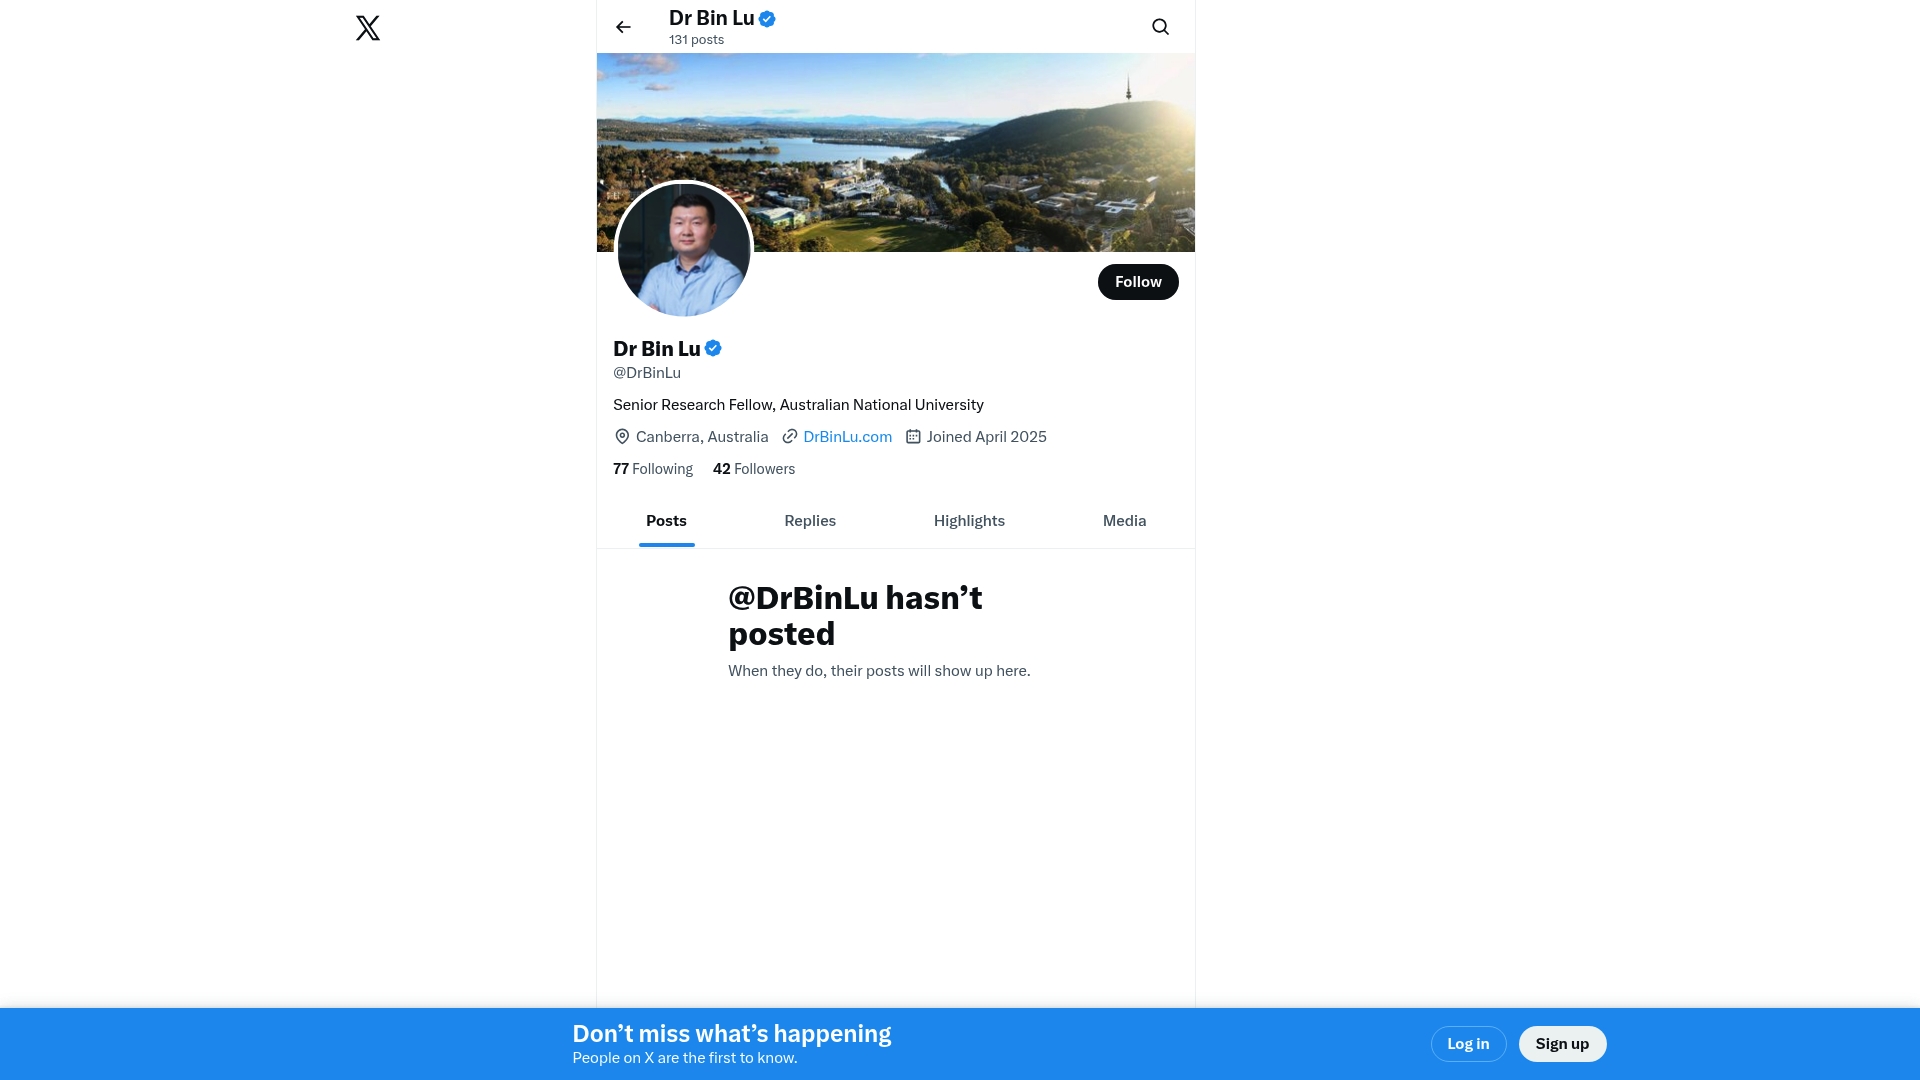 Dr Bin Lu
131 posts
Follow
Dr Bin Lu
@DrBinLu
Senior Research Fellow, Australian National University
Canberra, Australia DrBinLu.com Joined April 2025
77 Following 42 Followers
Posts Replies Highlights Media
@DrBinLu hasn’t
posted
When they do, their posts will show up here.
Don’t miss what’s happening
People on X are the first to know.
Log in Sign up